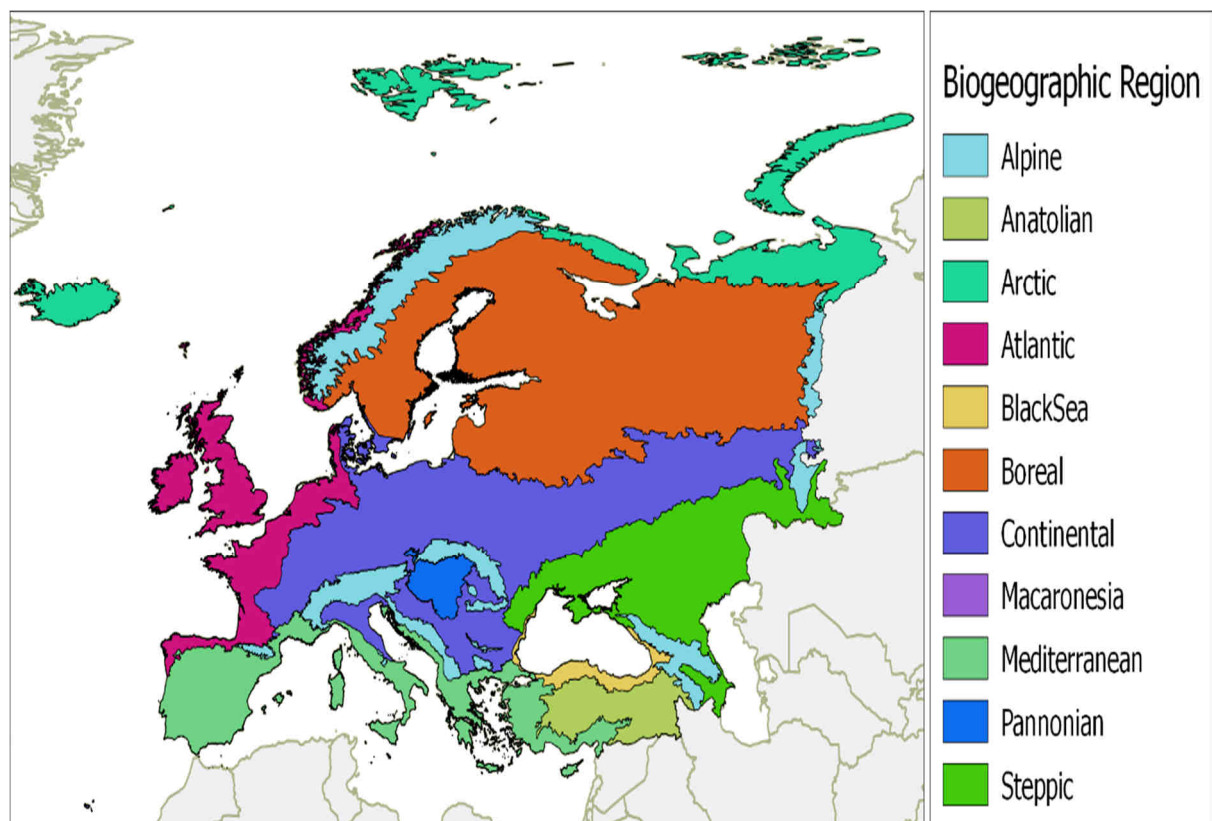 Biogeographic Region
Alpine
Anatolian
Arctic
Atlantic
BlackSea
Boreal
Continental
Macaronesia
Mediterranean
Pannonian
Steppic